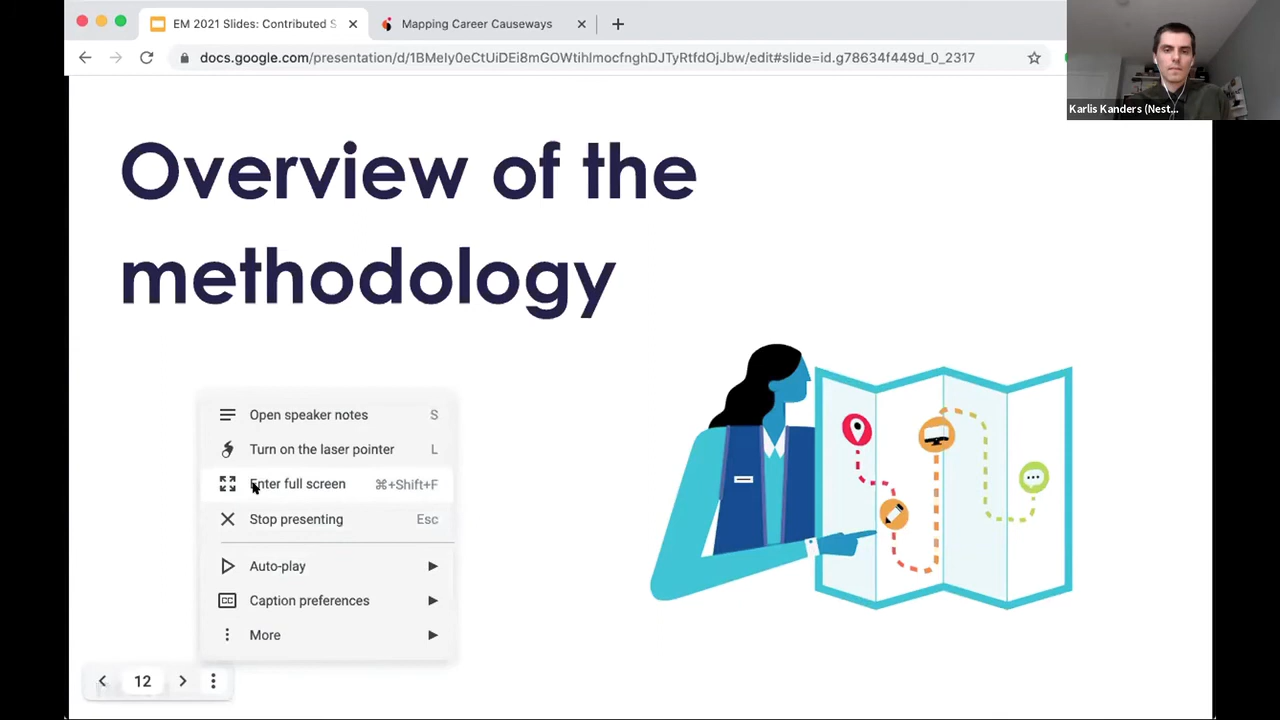 EM 2021 Slides: Contributed S
Mapping Career Causeways
docs.google.com/presentation/d/1BMely0eCtUiDEi8mGOWtihlmocfnghDJTyRtfdOjJbw/edit#slide=id.g78634f449d_0_2317
Karlis Kanders (Nest...
Overview of the
methodology
Open speaker notes S
Turn on the laser pointer L
Enter full screen ⌘+Shift+F
Stop presenting Esc
Auto-play
CC Caption preferences
More
12